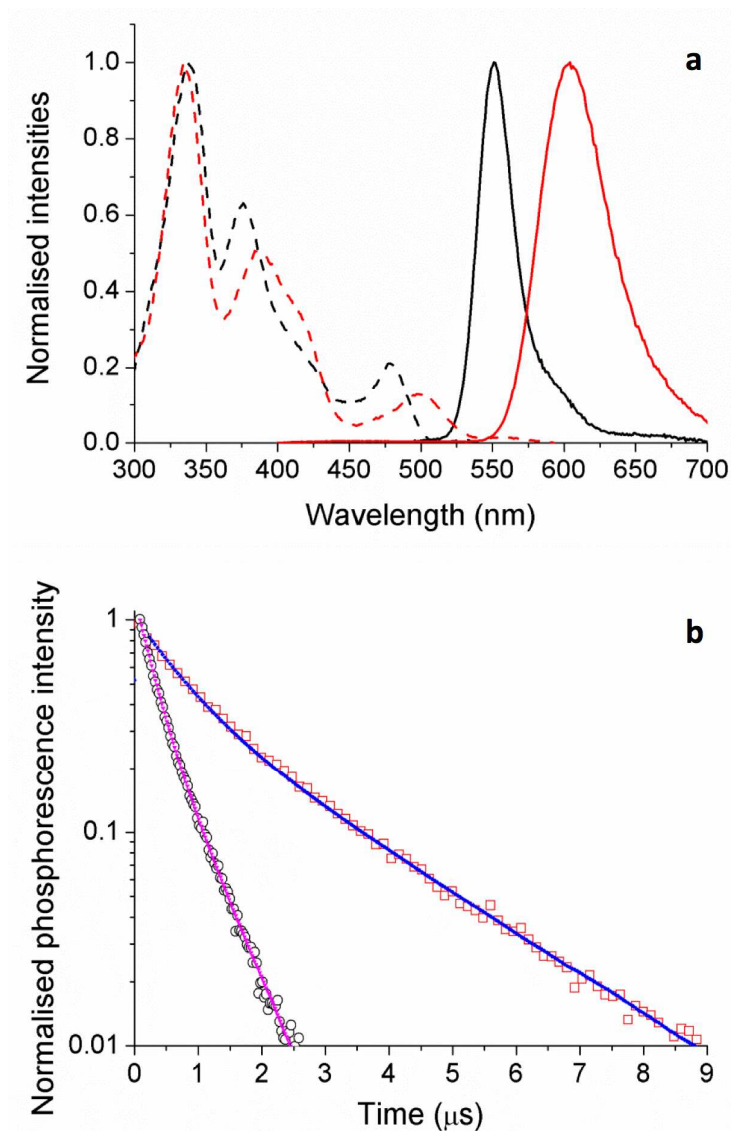 a
Normalised intensities
1.0
0.8
0.6
0.4
0.2
0.0
300 350 400 450 500 550 600 650 700
Wavelength (nm)
b
Normalised phosphorescence intensity
1
0.1
0.01
0 1 2 3 4 5 6 7 8 9
Time (μs)